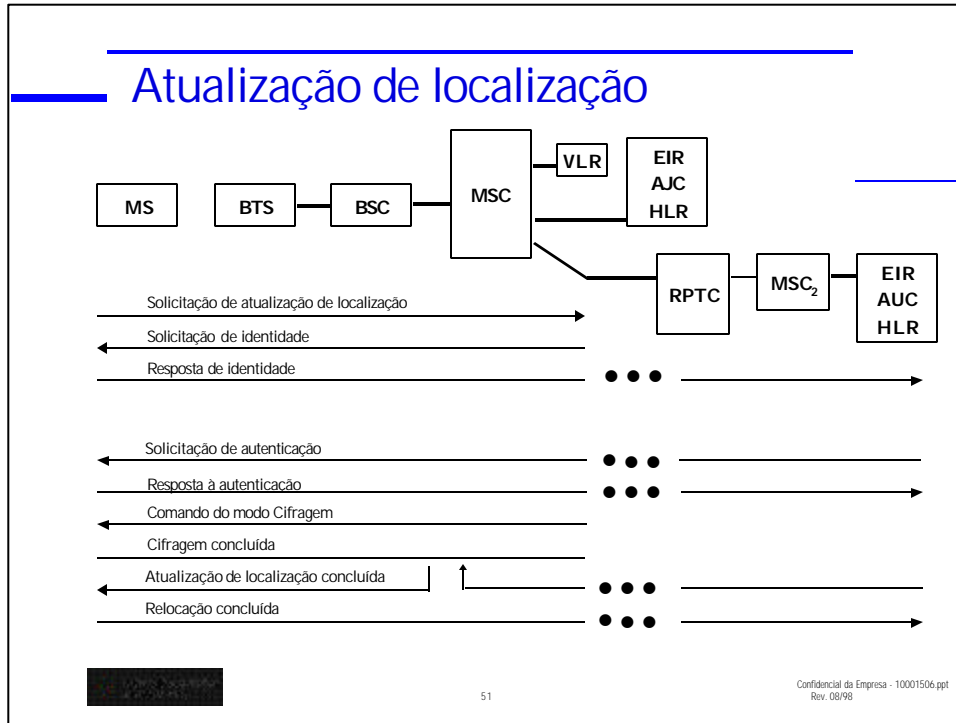 Atualização de localização
MS
BTS
BSC
MSC
VLR
EIR
AJC
HLR
RPTC
MSC2
EIR
AUC
HLR
Solicitação de atualização de localização
Solicitação de identidade
Resposta de identidade
Solicitação de autenticação
Resposta à autenticação
Comando do modo Cifragem
Cifragem concluída
Atualização de localização concluída
Relocação concluída
51
Confidencial da Empresa - 10001506.ppt
Rev. 08/98